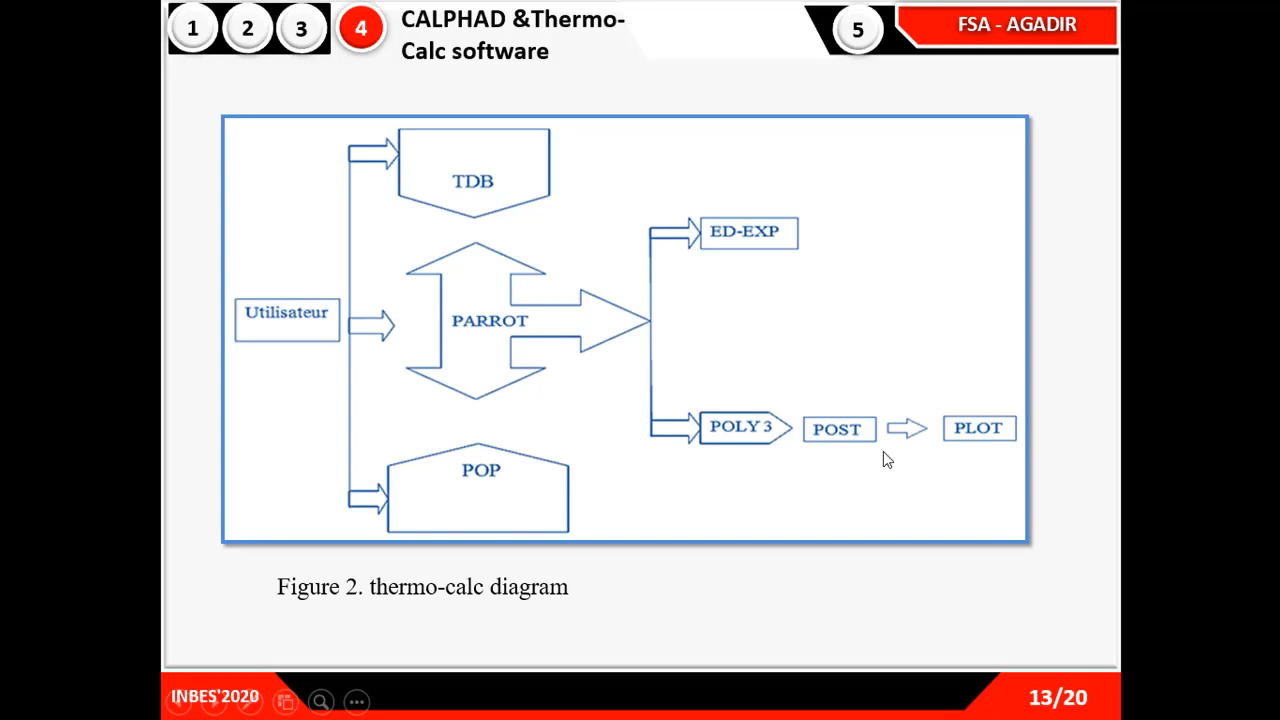 1 2 3 4
CALPHAD &Thermo-
Calc software
5
FSA - AGADIR
TDB
ED-EXP
Utilisateur
PARROT
POLY 3
POST
PLOT
POP
Figure 2. thermo-calc diagram
INBES'2020
13/20